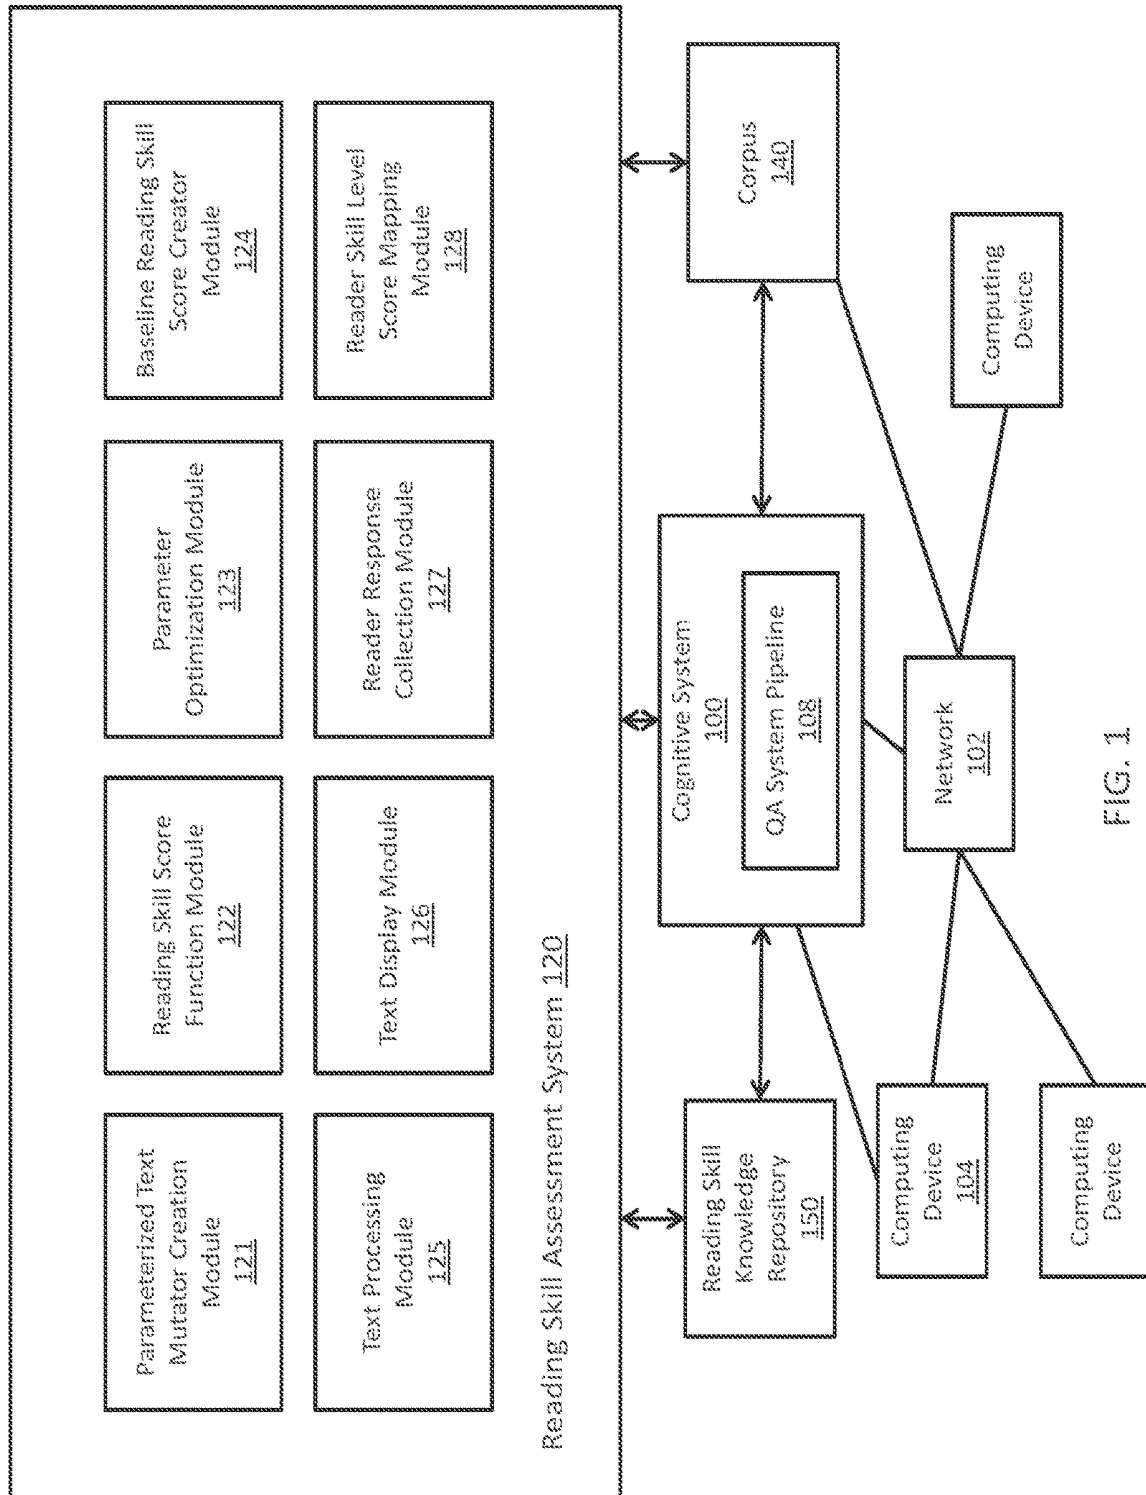 Parameterized Text
Mutator Creation
Module
121
Reading Skill Score
Function Module
122
Parameter
Optimization Module
123
Baseline Reading Skill
Score Creator
Module
124
Text Processing
Module
125
Text Display Module
126
Reader Response
Collection Module
127
Reader Skill Level
Score Mapping
Module
128
Reading Skill Assessment System 120
Reading Skill
Knowledge
Repository
150
Cognitive System
100
QA System Pipeline
108
Corpus
140
Computing
Device
104
Network
102
Computing
Device
Computing
Device
FIG. 1